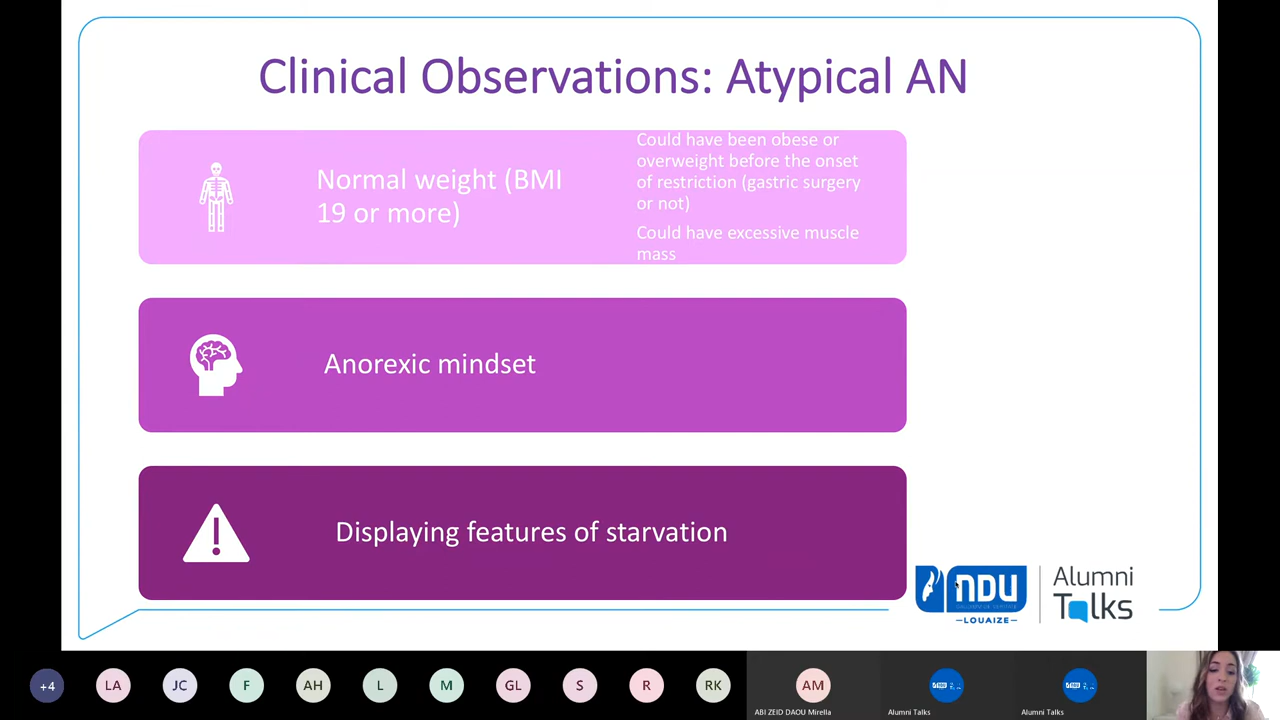 Clinical Observations: Atypical AN
Normal weight (BMI
19 or more)
Could have been obese or
overweight before the onset
of restriction (gastric surgery
or not)
Could have excessive muscle
mass
Anorexic mindset
Displaying features of starvation
NDU
—LOUAIZE—
Alumni
Talks
+4
LA
JC
F
AH
L
M
GL
S
R
RK
AM
ABI ZEID DAOU Mirella
Alumni Talks
Alumni Talks